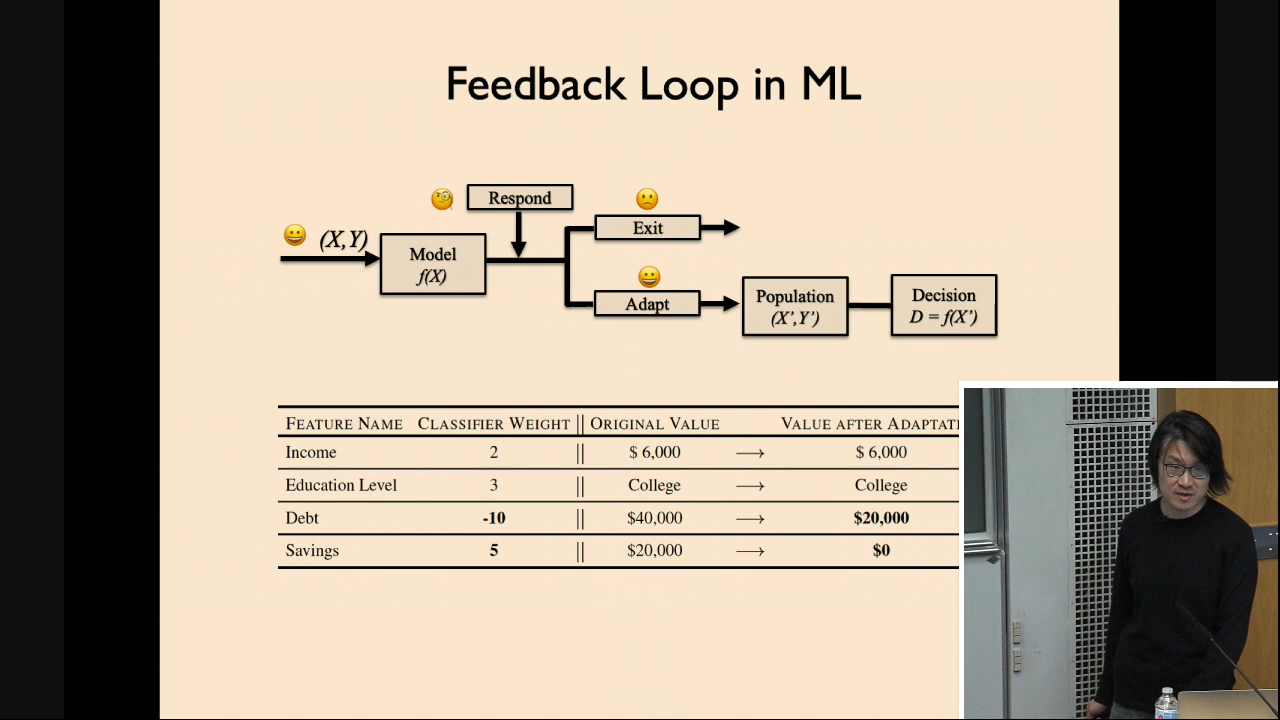 Feedback Loop in ML
Respond
Exit
(X,Y)
Model
f(X)
Adapt
Population
(X’,Y’)
Decision
D = f(X’)
FEATURE NAME CLASSIFIER WEIGHT || ORIGINAL VALUE VALUE AFTER ADAPTATI
Income 2 || $ 6,000 → $ 6,000
Education Level 3 || College → College
Debt -10 || $40,000 → $20,000
Savings 5 || $20,000 → $0